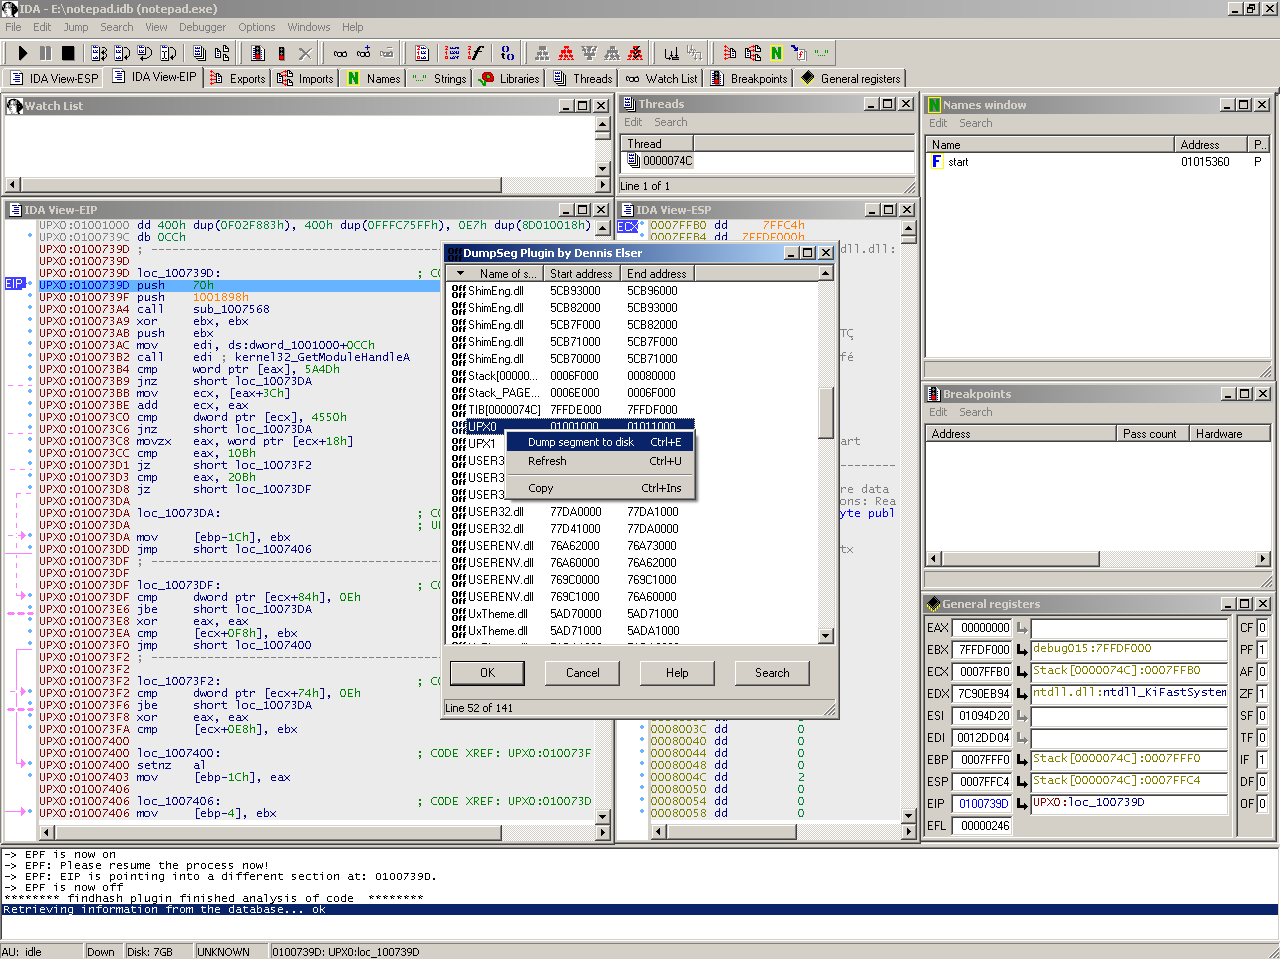 IDA - E:\notepad.idb (notepad.exe)
File Edit Jump Search View Debugger Options Windows Help
IDA View-ESP IDA View-EIP Exports Imports Names Strings Libraries Threads Watch List Breakpoints General registers
Watch List
Threads
Edit Search
Thread
0000074C
Line 1 of 1
Names window
Edit Search
Name Address P..
start 01015360 P
IDA View-EIP
UPX0:01001000 dd 400h dup(0F02F883h), 400h dup(0FFFC75FFh), 0E7h dup(8D010018h)
UPX0:0100739C db 0CCh
UPX0:0100739D ; ---
UPX0:0100739D
UPX0:0100739D loc_100739D: ; CO
EIP UPX0:0100739D push 70h
UPX0:0100739F push 1001898h
UPX0:010073A4 call sub_1007568
UPX0:010073A9 xor ebx, ebx
UPX0:010073AB push ebx
UPX0:010073AC mov edi, ds:dword_1001000+0CCh
UPX0:010073B2 call edi ; kernel32_GetModuleHandleA
UPX0:010073B4 cmp word ptr [eax], 5A4Dh
UPX0:010073B9 jnz short loc_10073DA
UPX0:010073BB mov ecx, [eax+3Ch]
UPX0:010073BE add ecx, eax
UPX0:010073C0 cmp dword ptr [ecx], 4550h
UPX0:010073C6 jnz short loc_10073DA
UPX0:010073C8 movzx eax, word ptr [ecx+18h]
UPX0:010073CC cmp eax, 10Bh
UPX0:010073D1 jz short loc_10073F2
UPX0:010073D3 cmp eax, 20Bh
UPX0:010073D8 jz short loc_10073DF
UPX0:010073DA
UPX0:010073DA loc_10073DA: ; CO
UPX0:010073DA ; UP
UPX0:010073DA mov [ebp-1Ch], ebx
UPX0:010073DD jmp short loc_1007406
UPX0:010073DF ; ---
UPX0:010073DF
UPX0:010073DF loc_10073DF: ; CO
UPX0:010073DF cmp dword ptr [ecx+84h], 0Eh
UPX0:010073E6 jbe short loc_10073DA
UPX0:010073E8 xor eax, eax
UPX0:010073EA cmp [ecx+0F8h], ebx
UPX0:010073F0 jmp short loc_1007400
UPX0:010073F2 ; ---
UPX0:010073F2
UPX0:010073F2 loc_10073F2: ; CO
UPX0:010073F2 cmp dword ptr [ecx+74h], 0Eh
UPX0:010073F6 jbe short loc_10073DA
UPX0:010073F8 xor eax, eax
UPX0:010073FA cmp [ecx+0E8h], ebx
UPX0:01007400
UPX0:01007400 loc_1007400: ; CODE XREF: UPX0:010073F
UPX0:01007400 setnz al
UPX0:01007403 mov [ebp-1Ch], eax
UPX0:01007406
UPX0:01007406 loc_1007406: ; CODE XREF: UPX0:010073D
UPX0:01007406 mov [ebp-4], ebx
IDA View-ESP
ECX 0007FFB0 dd 7FFC4h
0007FFB4 dd 7FFDF000h
dll.dll:
TÇ
fé
art
re data
ions: Rea
yte publ
tx
0008003C dd 0
00080040 dd 0
00080044 dd 0
00080048 dd 0
0008004C dd 2
00080050 dd 0
00080054 dd 0
00080058 dd 0
DumpSeg Plugin by Dennis Elser
Name of s... Start address End address
ShimEng.dll 5CB93000 5CB96000
ShimEng.dll 5CB82000 5CB93000
ShimEng.dll 5CB7F000 5CB82000
ShimEng.dll 5CB71000 5CB7F000
ShimEng.dll 5CB70000 5CB71000
Stack[00000... 0006F000 00080000
Stack_PAGE... 0006E000 0006F000
TIB[0000074C] 7FFDE000 7FFDF000
UPX0 01001000 01011000
UPX1
USER3
USER3
USER3
USER32.dll 77DA0000 77DA1000
USER32.dll 77D41000 77DA0000
USERENV.dll 76A62000 76A73000
USERENV.dll 76A60000 76A62000
USERENV.dll 769C0000 769C1000
USERENV.dll 769C1000 76A60000
UxTheme.dll 5AD70000 5AD71000
UxTheme.dll 5AD71000 5ADA1000
Dump segment to disk Ctrl+E
Refresh Ctrl+U
Copy Ctrl+Ins
OK Cancel Help Search
Line 52 of 141
Breakpoints
Edit Search
Address Pass count Hardware
General registers
EAX 00000000 CF 0
EBX 7FFDF000 debug015:7FFDF000 PF 1
ECX 0007FFB0 Stack[0000074C]:0007FFB0 AF 0
EDX 7C90EB94 ntdll.dll:ntdll_KiFastSystem ZF 1
ESI 01094D20 SF 0
EDI 0012DD04 TF 0
EBP 0007FFF0 Stack[0000074C]:0007FFF0 IF 1
ESP 0007FFC4 Stack[0000074C]:0007FFC4 DF 0
EIP 0100739D UPX0:loc_100739D OF 0
EFL 00000246
-> EPF is now on
-> EPF: Please resume the process now!
-> EPF: EIP is pointing into a different section at: 0100739D.
-> EPF is now off
******** findhash plugin finished analysis of code ********
Retrieving information from the database... ok
AU: idle Down Disk: 7GB UNKNOWN 0100739D: UPX0:loc_100739D